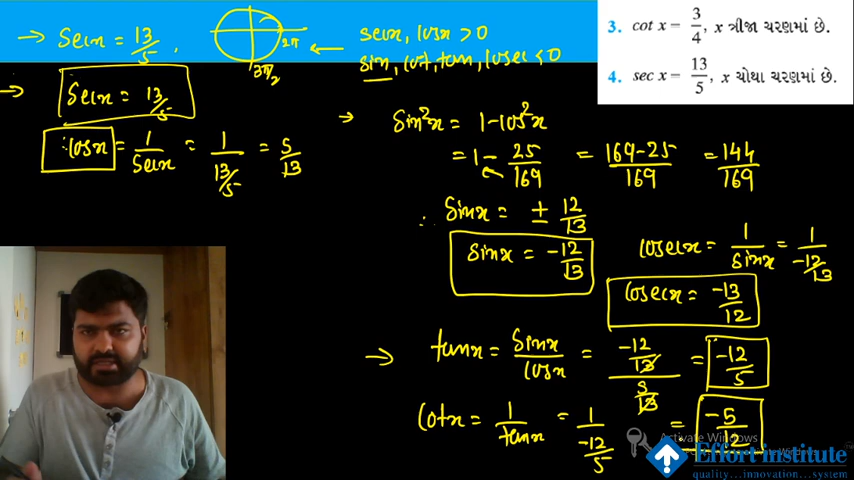 → Secx = 13/5,
2π
3π/2
← secx, cosx > 0
sin, cot, tan, cosec < 0
3. cot x = 3/4, x ત્રીજા ચરણમાં છે.
4. sec x = 13/5, x ચોથા ચરણમાં છે.
→ Secx = 13/5
∴ cosx = 1/Secx = 1/(13/5) = 5/13
→ Sin²x = 1 - cos²x
= 1 - 25/169 = (169-25)/169 = 144/169
∴ Sinx = ± 12/13
Sinx = -12/13
cosecx = 1/Sinx = 1/(-12/13)
cosecx = -13/12
→ tanx = Sinx/cosx = (-12/13)/(5/13) = -12/5
Cotx = 1/tanx = 1/(-12/5) = -5/12
Activate Windows
Effort institute
quality...innovation...system